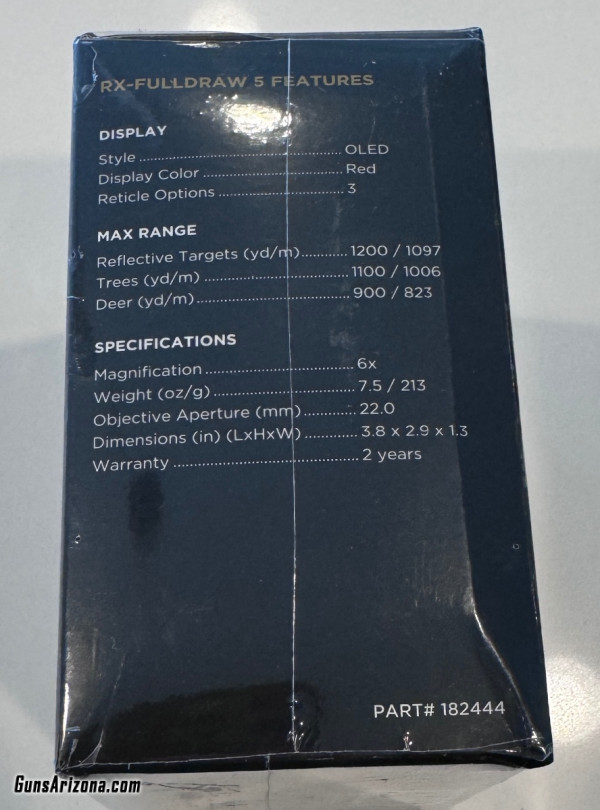 RX-FULLDRAW 5 FEATURES
DISPLAY
Style ........................................ OLED
Display Color ........................... Red
Reticle Options ........................ 3
MAX RANGE
Reflective Targets (yd/m).......... 1200 / 1097
Trees (yd/m) ............................. 1100 / 1006
Deer (yd/m)............................... 900 / 823
SPECIFICATIONS
Magnification............................. 6x
Weight (oz/g)............................ 7.5 / 213
Objective Aperture (mm)........... 22.0
Dimensions (in) (LxHxW)........... 3.8 x 2.9 x 1.3
Warranty ................................... 2 years
PART# 182444
GunsArizona.com